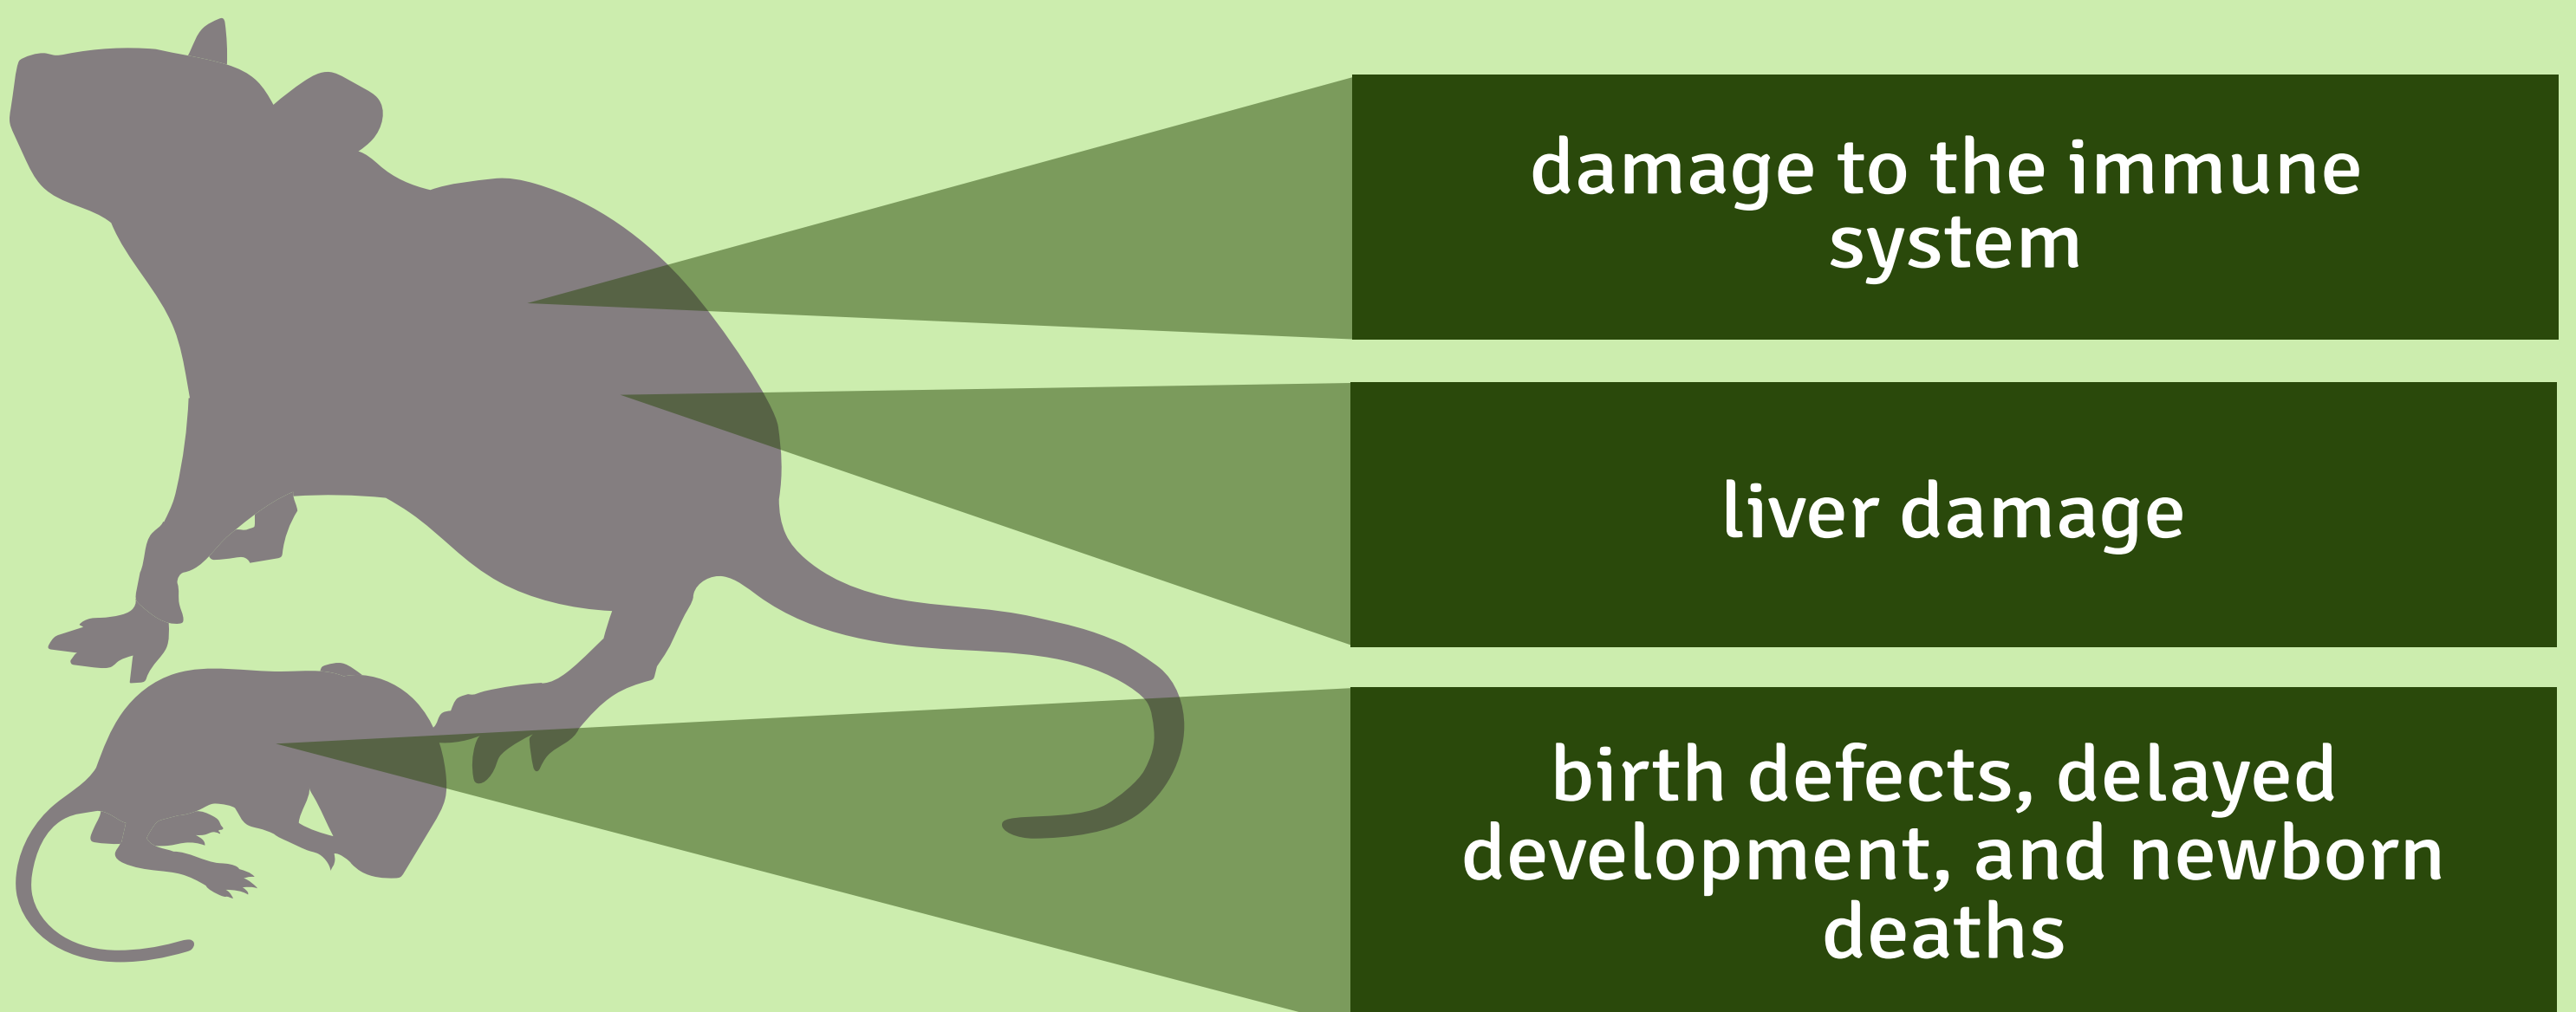 damage to the immune
system
liver damage
birth defects, delayed
development, and newborn
deaths